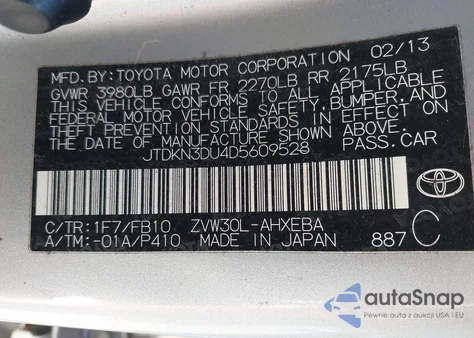 MFD. BY: TOYOTA MOTOR CORPORATION 02/13
GVWR 3980LB GAWR FR 2270LB RR 2175LB
THIS VEHICLE CONFORMS TO ALL APPLICABLE
FEDERAL MOTOR VEHICLE SAFETY, BUMPER, AND
THEFT PREVENTION STANDARDS IN EFFECT ON
THE DATE OF MANUFACTURE SHOWN ABOVE.
JTDKN3DU4D5609528 PASS.CAR
TOYOTA
C/TR: 1F7/FB10 ZVW30L-AHXEBA
A/TM: -01A/P410 MADE IN JAPAN 887 C
autoSnap
Twoje auto z aukcji USA - EU